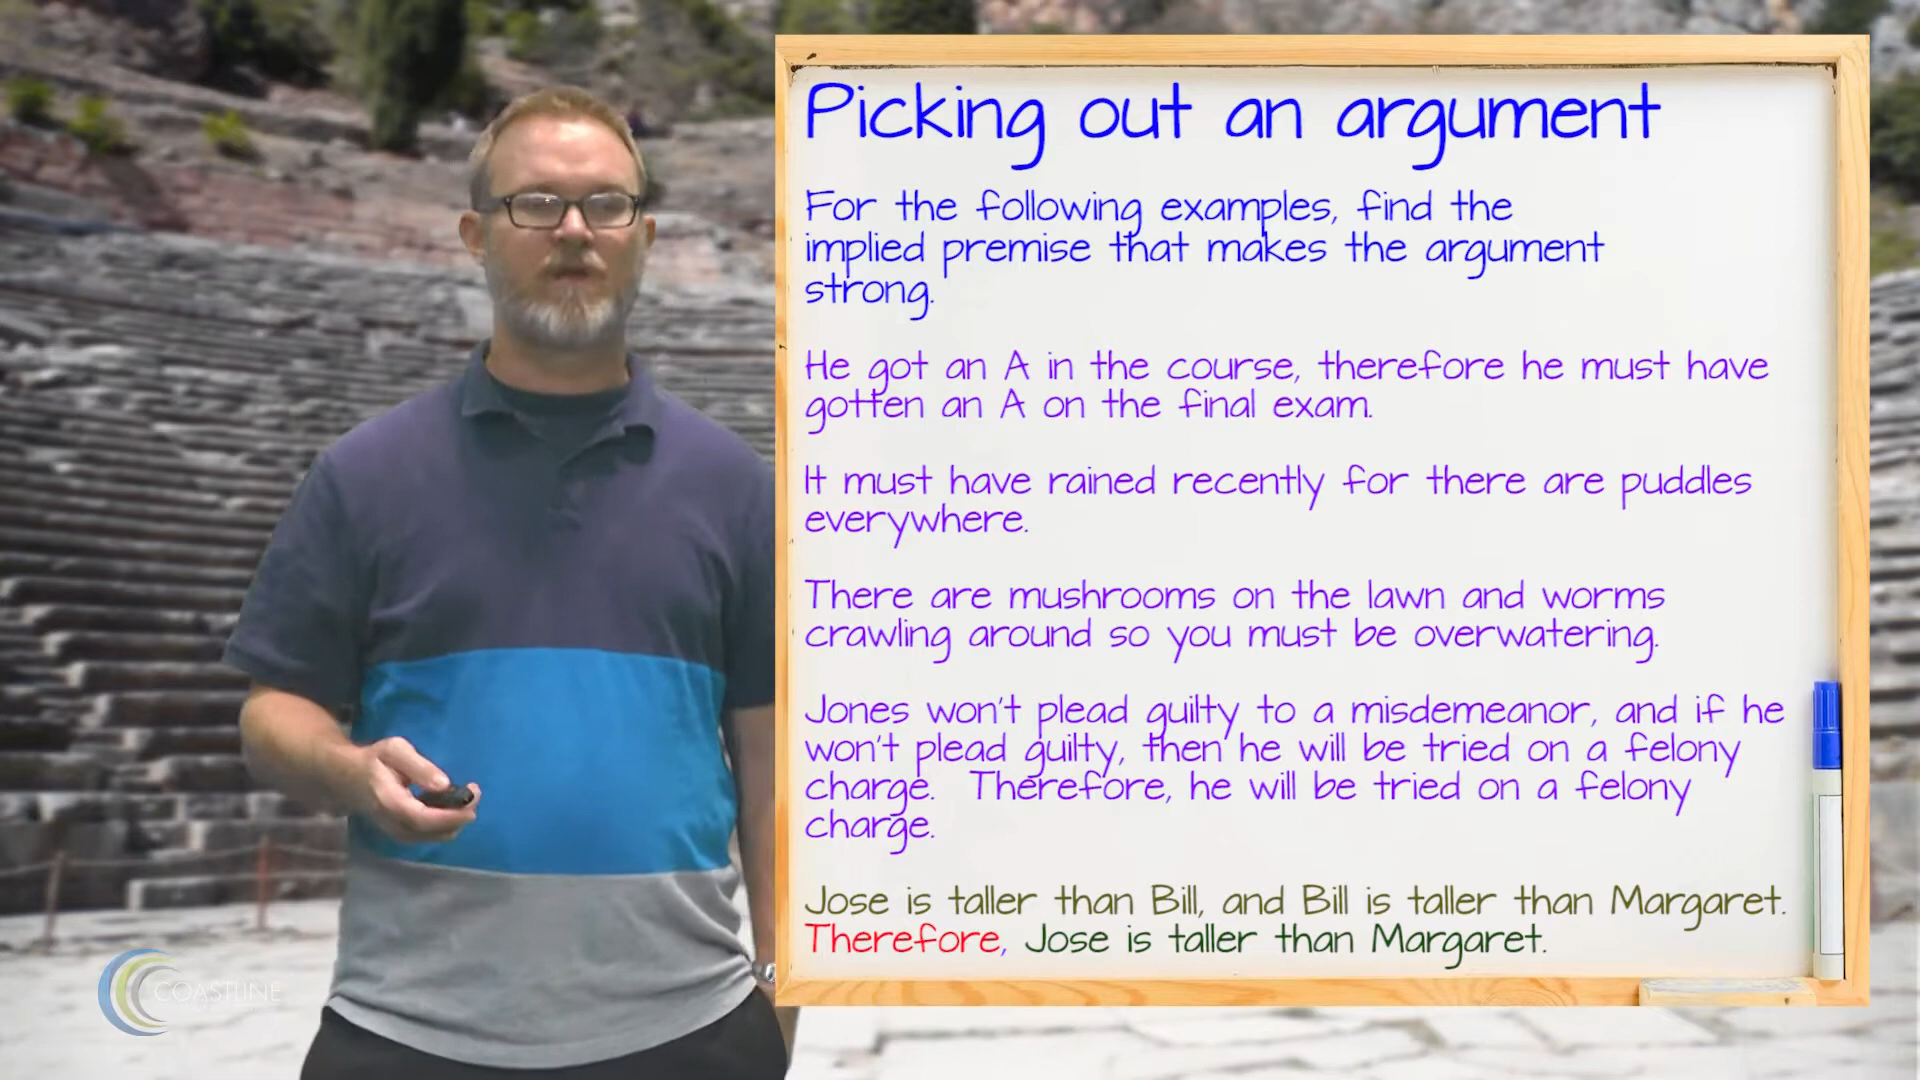 Picking out an argument
For the following examples, find the
implied premise that makes the argument
strong.
He got an A in the course, therefore he must have
gotten an A on the final exam.
It must have rained recently for there are puddles
everywhere.
There are mushrooms on the lawn and worms
crawling around so you must be overwatering.
Jones won't plead guilty to a misdemeanor, and if he
won't plead guilty, then he will be tried on a felony
charge. Therefore, he will be tried on a felony
charge.
Jose is taller than Bill, and Bill is taller than Margaret.
Therefore, Jose is taller than Margaret.
COASTLINE